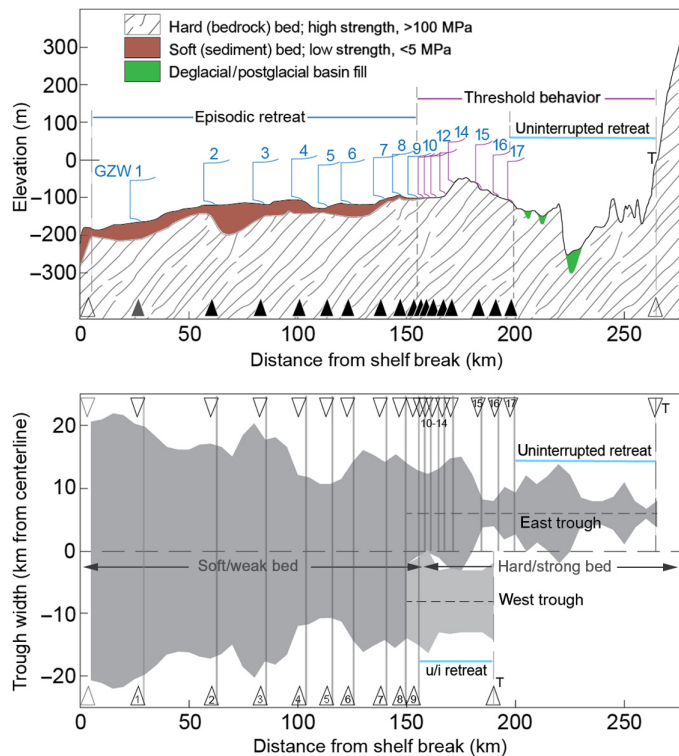 Hard (bedrock) bed; high strength, >100 MPa
Soft (sediment) bed; low strength, <5 MPa
Deglacial/postglacial basin fill
300
200
100
0
−100
−200
−300
Elevation (m)
Episodic retreat
Threshold behavior
Uninterrupted retreat
GZW 1
2
3
4
5
6
7
8
9
10
12
14
15
16
17
T
0
50
100
150
200
250
Distance from shelf break (km)
20
10
0
−10
−20
Trough width (km from centerline)
15
16
17
T
10-14
Uninterrupted retreat
East trough
Soft/weak bed
Hard/strong bed
West trough
u/i retreat
T
1
2
3
4
5
6
7
8
9
0
50
100
150
200
250
Distance from shelf break (km)